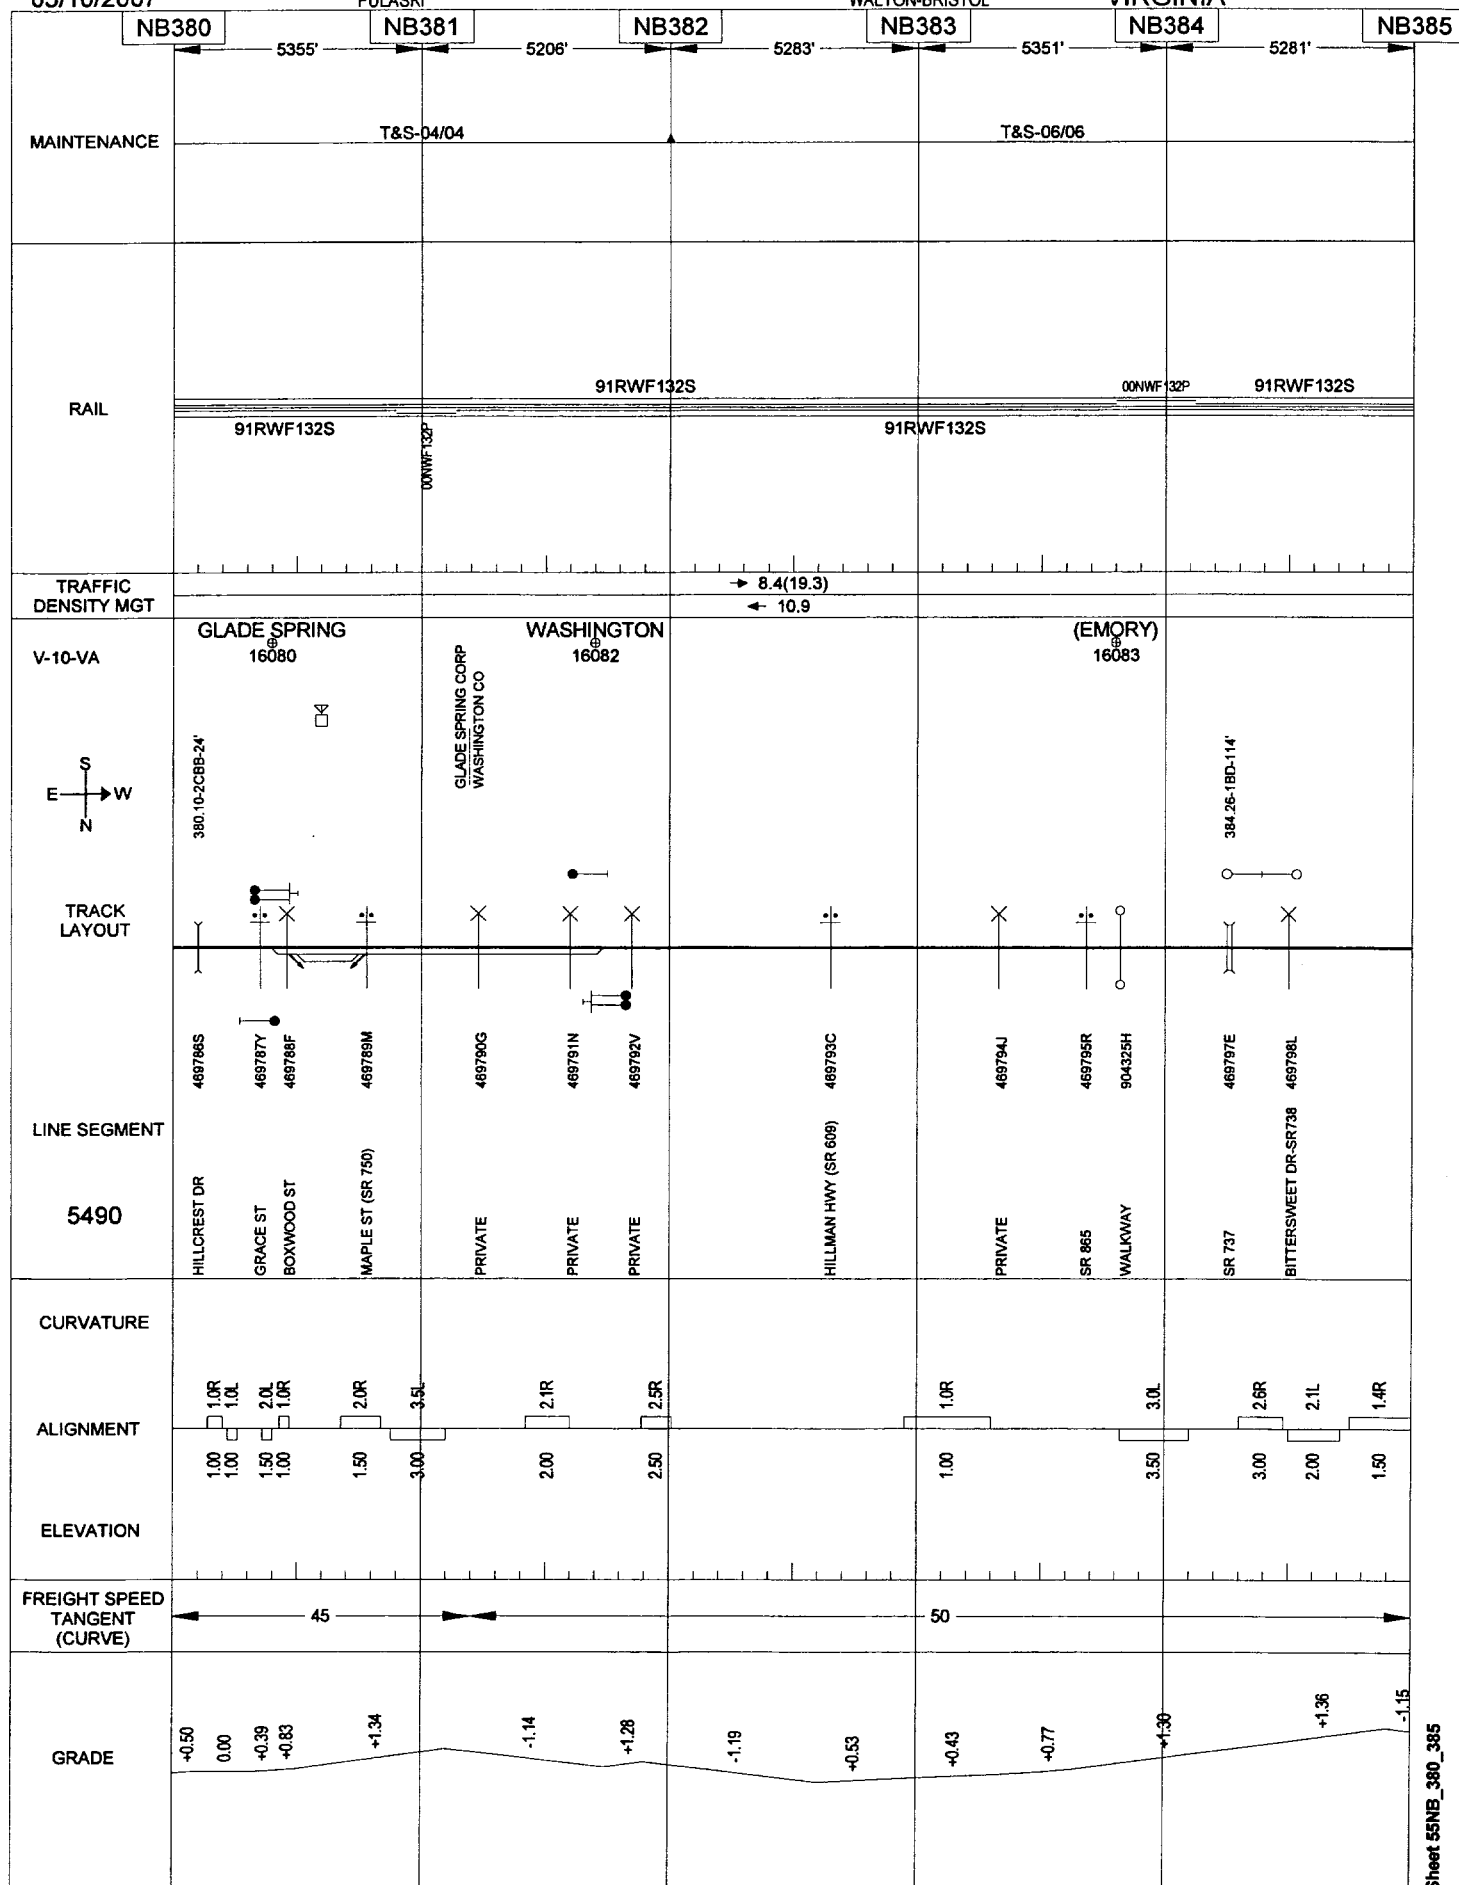 05/10/2007 PULASKI WALTON-BRISTOL VIRGINIA
NB380 NB381 NB382 NB383 NB384 NB385
5355' 5206' 5283' 5351' 5281'
MAINTENANCE
T&S-04/04 T&S-06/06
RAIL
91RWF132S 00NWF132P 91RWF132S
91RWF132S 00NWF132P 91RWF132S
TRAFFIC
DENSITY MGT
8.4(19.3)
10.9
V-10-VA
GLADE SPRING WASHINGTON (EMORY)
16080 16082 16083
GLADE SPRING CORP
WASHINGTON CO
380.10-2CBB-24'
384.26-1BD-114'
S
E W
N
TRACK
LAYOUT
469786S
469787Y
469788F
469789M
469790G
469791N
469792V
469793C
469794J
469795R
904325H
469797E
469798L
LINE SEGMENT
5490
HILLCREST DR
GRACE ST
BOXWOOD ST
MAPLE ST (SR 750)
PRIVATE
PRIVATE
PRIVATE
HILLMAN HWY (SR 609)
PRIVATE
SR 865
WALKWAY
SR 737
BITTERSWEET DR-SR738
CURVATURE
1.0R 1.0L 2.0L 1.0R 2.0R 3.5L 2.1R 2.5R 1.0R 3.0L 2.6R 2.1L 1.4R
ALIGNMENT
1.00 1.00 1.50 1.00 1.50 3.00 2.00 2.50 1.00 3.50 3.00 2.00 1.50
ELEVATION
FREIGHT SPEED
TANGENT
(CURVE)
45 50
GRADE
+0.50 0.00 +0.39 +0.83 +1.34 -1.14 +1.28 -1.19 +0.53 +0.43 +0.77 +1.30 +1.36 -1.15
Sheet 55NB_380_385